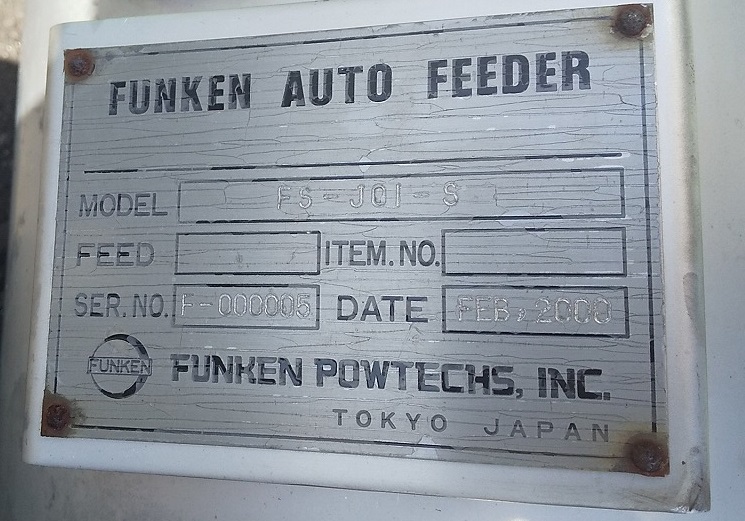 FUNKEN AUTO FEEDER
MODEL FS-JCI-S
FEED ITEM.NO.
SER.NO. F-000005 DATE FEB, 2000
FUNKEN FUNKEN POWTECHS, INC.
TOKYO JAPAN